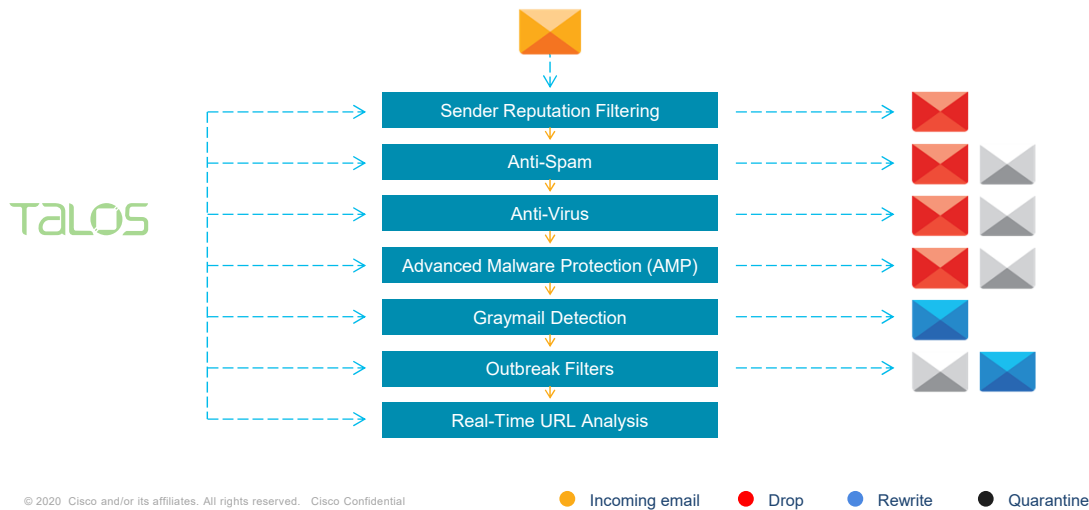 Sender Reputation Filtering
Anti-Spam
TALOS
Anti-Virus
Advanced Malware Protection (AMP)
Graymail Detection
Outbreak Filters
Real-Time URL Analysis
© 2020 Cisco and/or its affiliates. All rights reserved. Cisco Confidential
Incoming email
Drop
Rewrite
Quarantine